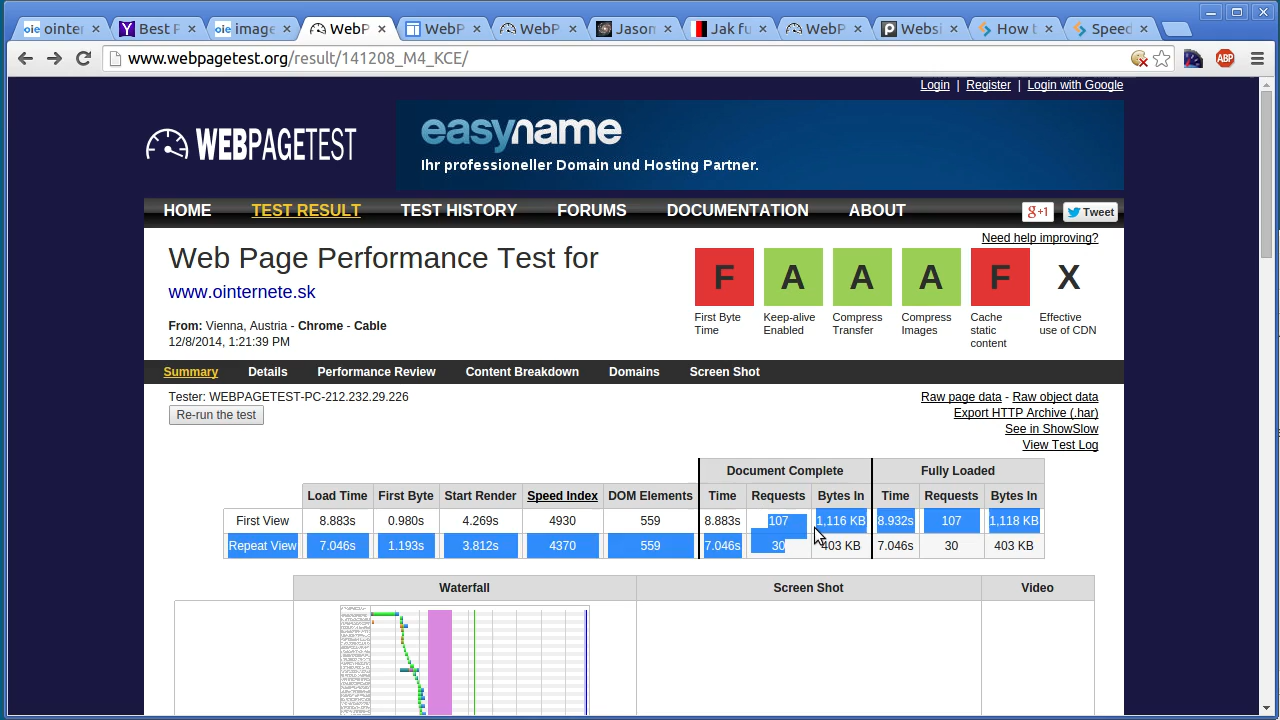 ointer
Best P
image
WebP
WebP
WebP
Jason
Jak fu
WebP
Websi
How t
Speed
www.webpagetest.org/result/141208_M4_KCE/
ABP
Login | Register | Login with Google
WEBPAGETEST
easyname
Ihr professioneller Domain und Hosting Partner.
HOME TEST RESULT TEST HISTORY FORUMS DOCUMENTATION ABOUT
g+1 Tweet
Need help improving?
Web Page Performance Test for
www.ointernete.sk
From: Vienna, Austria - Chrome - Cable
12/8/2014, 1:21:39 PM
F A A A F X
First Byte Time
Keep-alive Enabled
Compress Transfer
Compress Images
Cache static content
Effective use of CDN
Summary Details Performance Review Content Breakdown Domains Screen Shot
Tester: WEBPAGETEST-PC-212.232.29.226
Re-run the test
Raw page data - Raw object data
Export HTTP Archive (.har)
See in ShowSlow
View Test Log
Document Complete Fully Loaded
Load Time First Byte Start Render Speed Index DOM Elements Time Requests Bytes In Time Requests Bytes In
First View 8.883s 0.980s 4.269s 4930 559 8.883s 107 1,116 KB 8.932s 107 1,118 KB
Repeat View 7.046s 1.193s 3.812s 4370 559 7.046s 30 403 KB 7.046s 30 403 KB
Waterfall Screen Shot Video